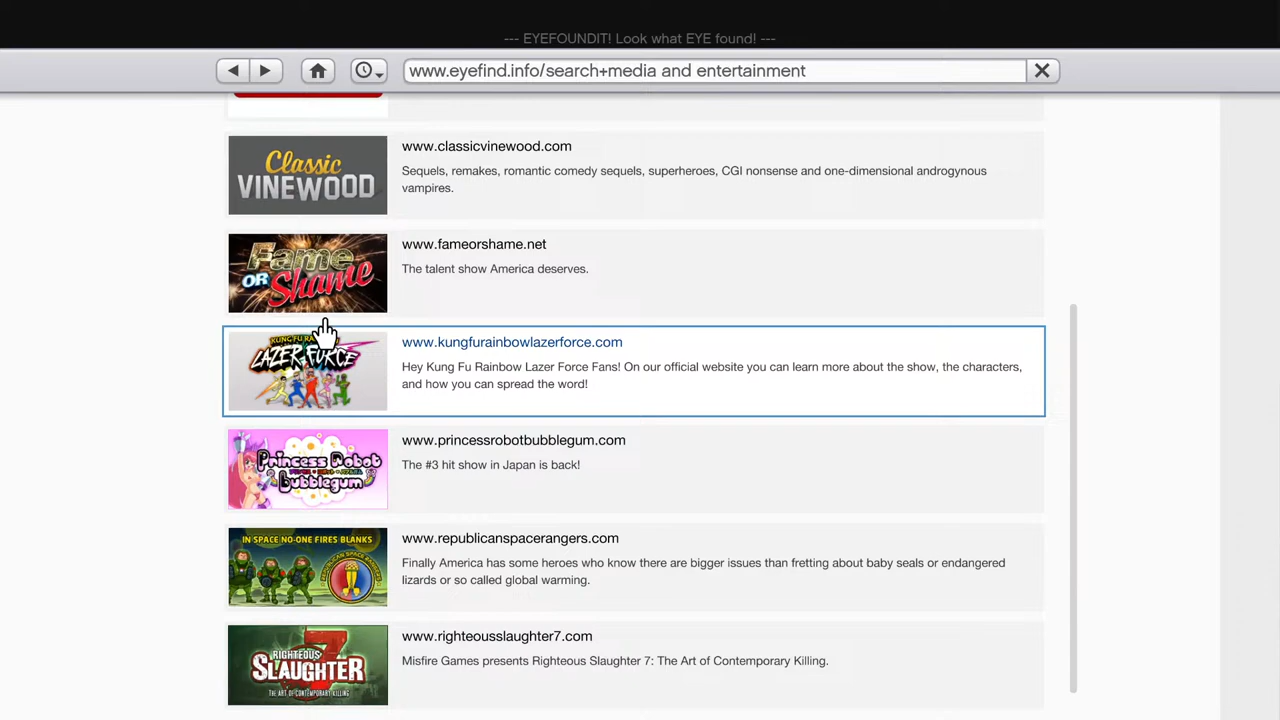 --- EYEFOUNDIT! Look what EYE found! ---
www.eyefind.info/search+media and entertainment
Classic
VINEWOOD
www.classicvinewood.com
Sequels, remakes, romantic comedy sequels, superheroes, CGI nonsense and one-dimensional androgynous
vampires.
Fame
OR Shame
www.fameorshame.net
The talent show America deserves.
KUNG FU RA
LAZER FORCE
www.kungfurainbowlazerforce.com
Hey Kung Fu Rainbow Lazer Force Fans! On our official website you can learn more about the show, the characters,
and how you can spread the word!
Princess Robot
Bubblegum
www.princessrobotbubblegum.com
The #3 hit show in Japan is back!
IN SPACE NO-ONE FIRES BLANKS
REPUBLICAN SPACE RANGERS
www.republicanspacerangers.com
Finally America has some heroes who know there are bigger issues than fretting about baby seals or endangered
lizards or so called global warming.
RIGHTEOUS
SLAUGHTER 7
THE ART OF CONTEMPORARY KILLING
www.righteousslaughter7.com
Misfire Games presents Righteous Slaughter 7: The Art of Contemporary Killing.